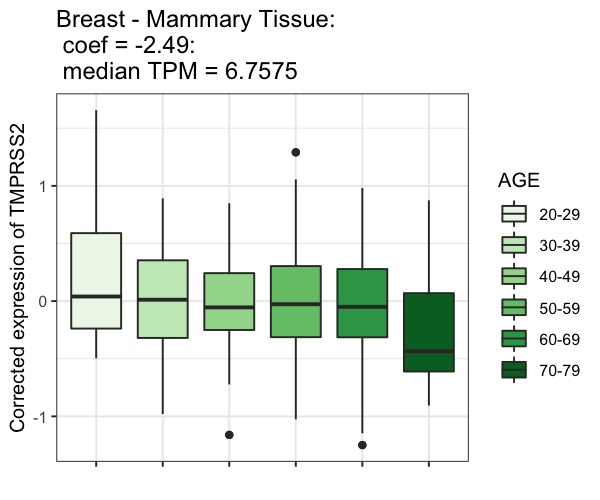 Breast - Mammary Tissue:
coef = -2.49:
median TPM = 6.7575
Corrected expression of TMPRSS2
1
0
-1
AGE
20-29
30-39
40-49
50-59
60-69
70-79